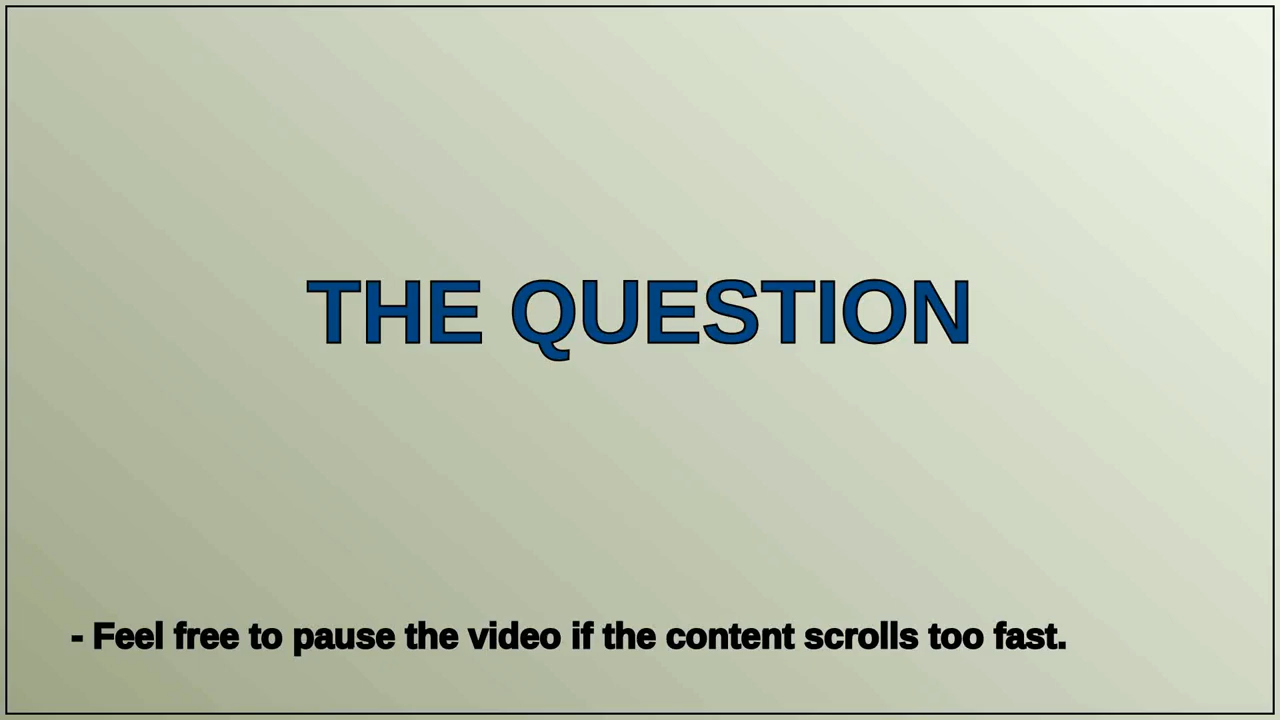 THE QUESTION
- Feel free to pause the video if the content scrolls too fast.